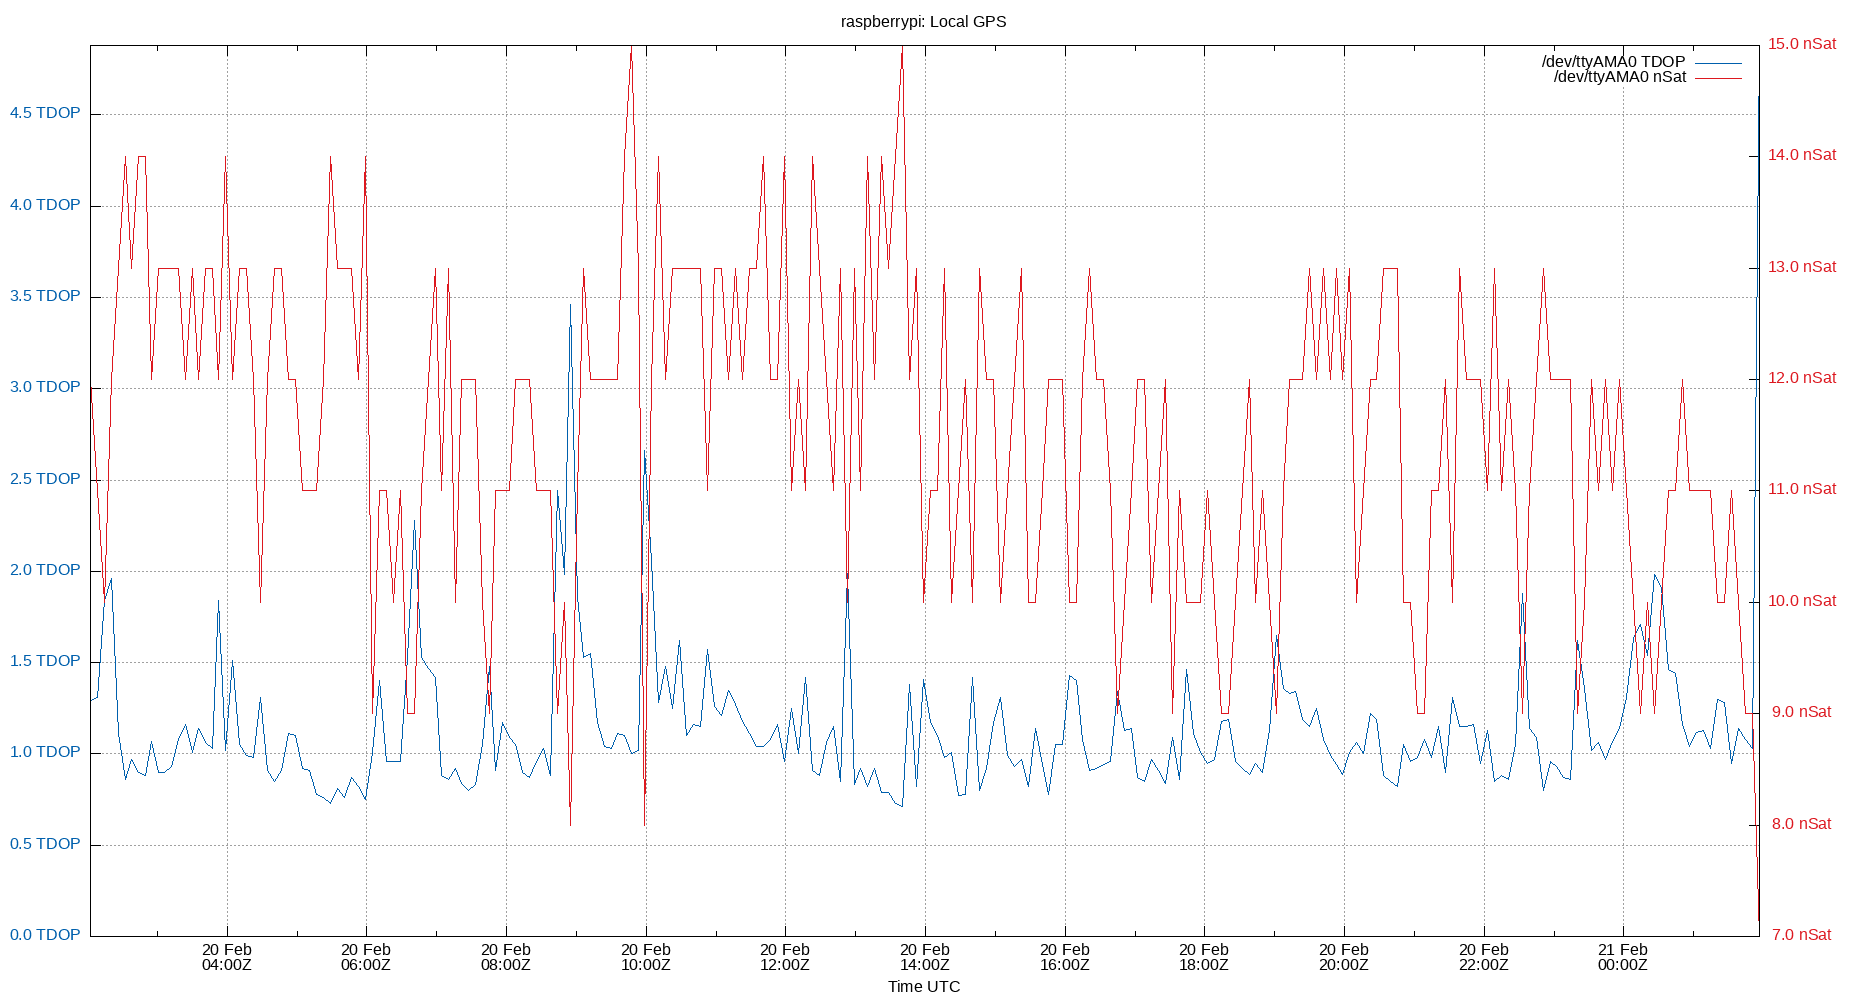 raspberrypi: Local GPS
/dev/ttyAMA0 TDOP
/dev/ttyAMA0 nSat
4.5 TDOP
4.0 TDOP
3.5 TDOP
3.0 TDOP
2.5 TDOP
2.0 TDOP
1.5 TDOP
1.0 TDOP
0.5 TDOP
0.0 TDOP
15.0 nSat
14.0 nSat
13.0 nSat
12.0 nSat
11.0 nSat
10.0 nSat
9.0 nSat
8.0 nSat
7.0 nSat
20 Feb
04:00Z
20 Feb
06:00Z
20 Feb
08:00Z
20 Feb
10:00Z
20 Feb
12:00Z
20 Feb
14:00Z
20 Feb
16:00Z
20 Feb
18:00Z
20 Feb
20:00Z
20 Feb
22:00Z
21 Feb
00:00Z
Time UTC